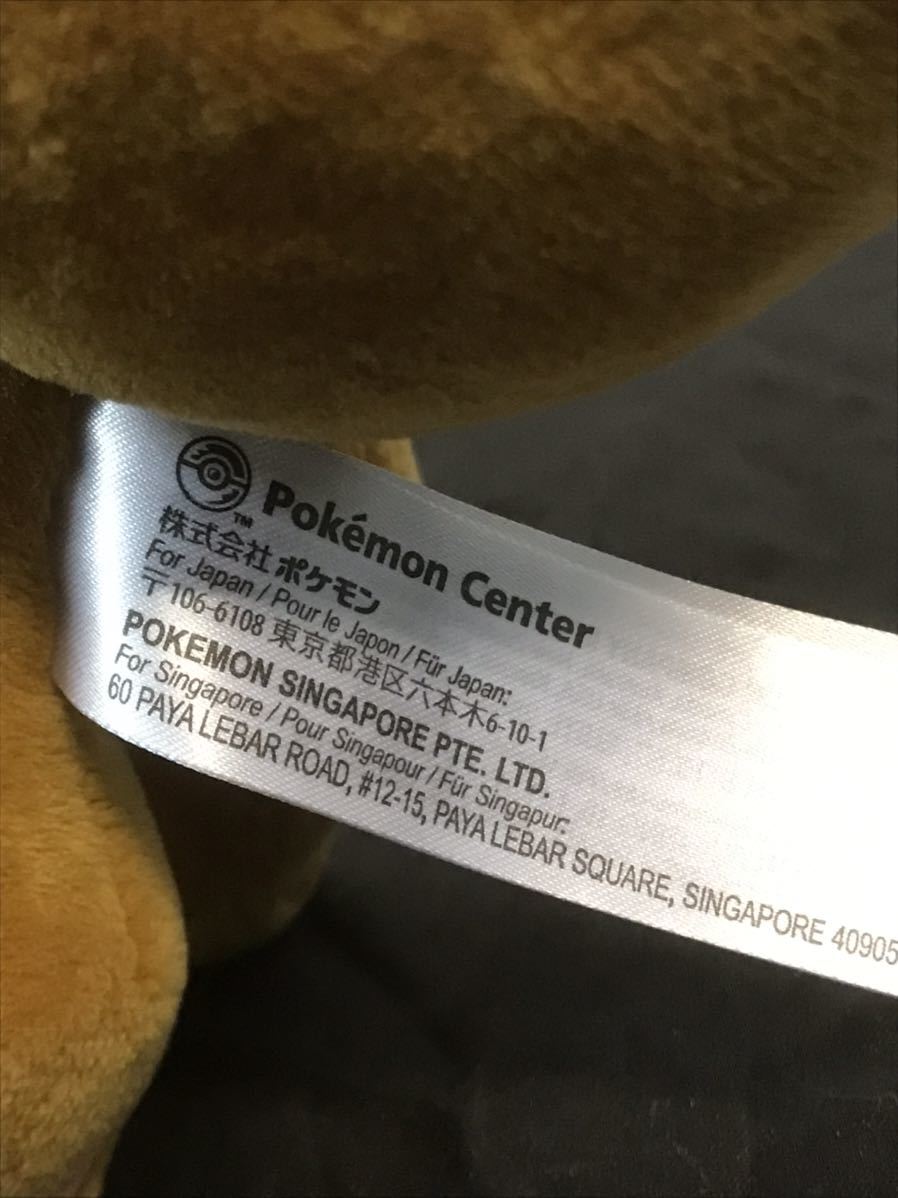 Pokémon Center
TM
株式会社 ポケモン
For Japan / Pour le Japon / Für Japan:
〒106-6108 東京都港区六本木6-10-1
POKEMON SINGAPORE PTE. LTD.
For Singapore / Pour Singapour / Für Singapur:
60 PAYA LEBAR ROAD, #12-15, PAYA LEBAR SQUARE, SINGAPORE 40905